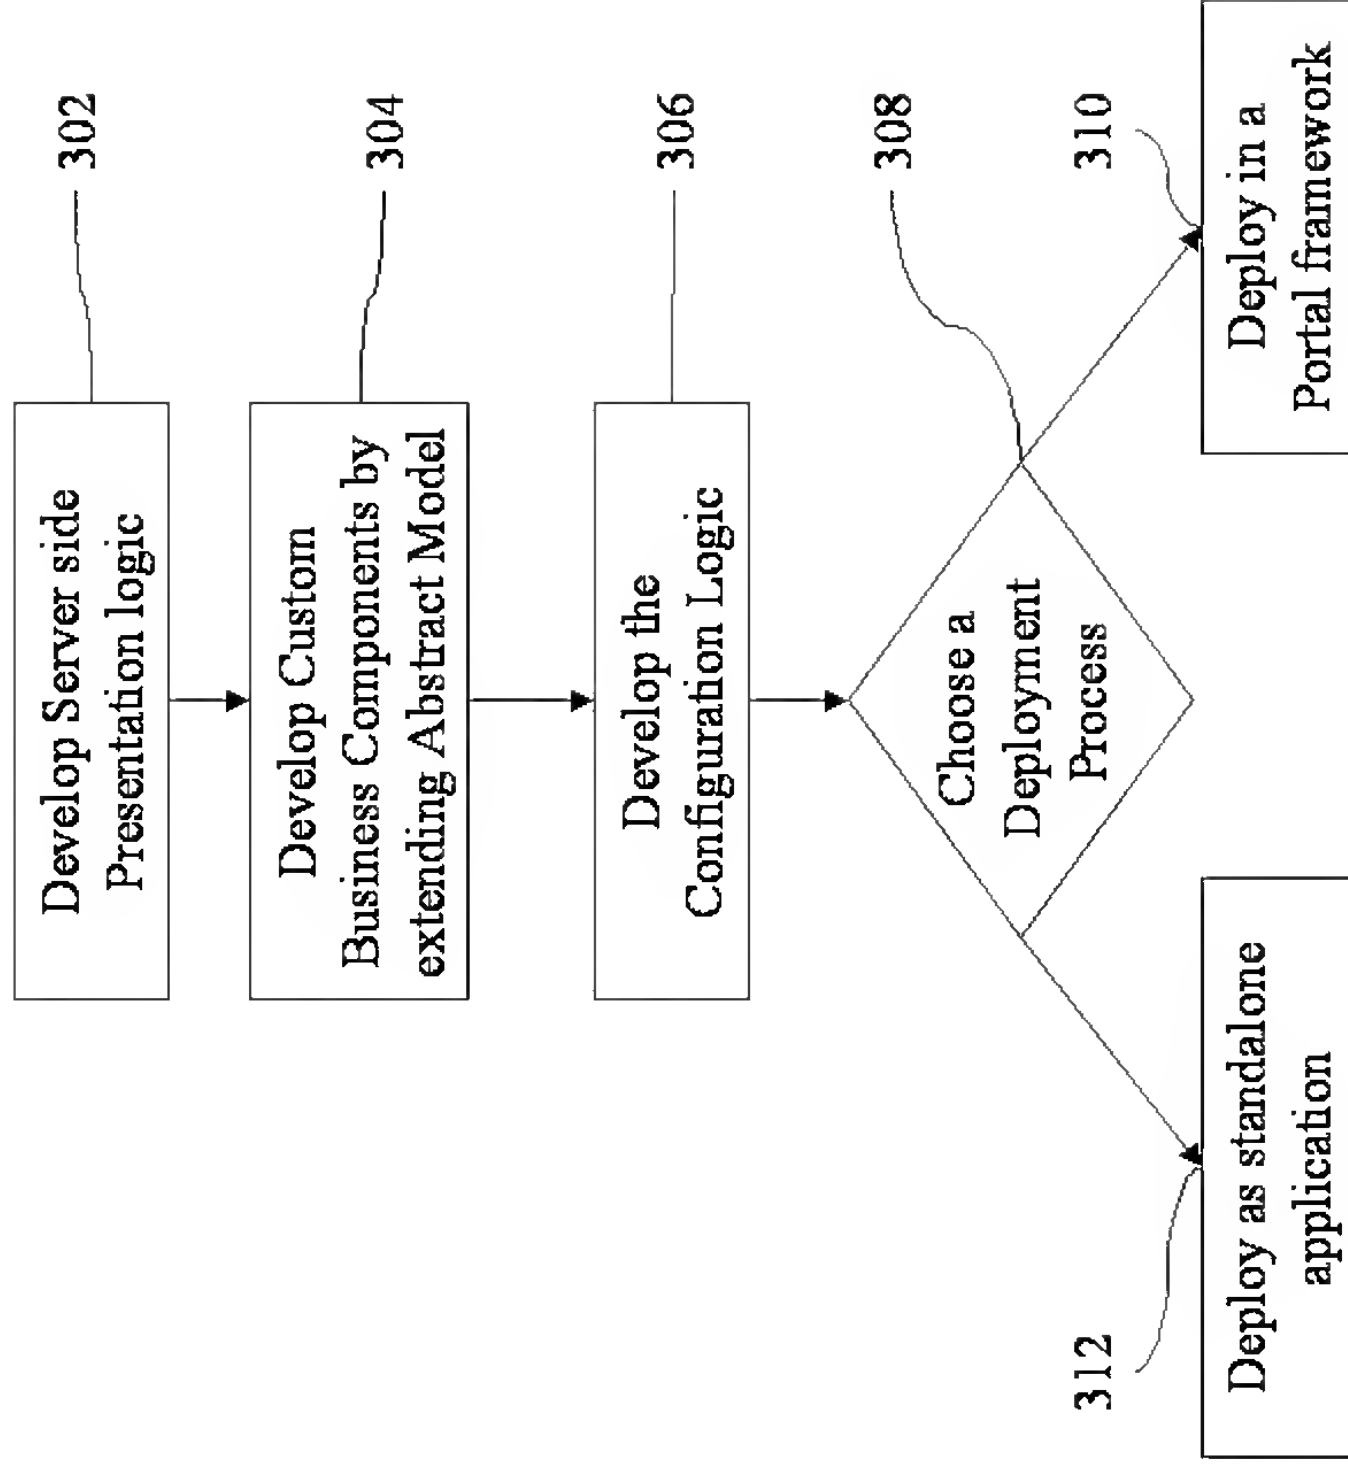 302
Develop Server side
Presentation logic
304
Develop Custom
Business Components by
extending Abstract Model
306
Develop the
Configuration Logic
308
Choose a
Deployment
Process
312
Deploy as standalone
application
310
Deploy in a
Portal framework